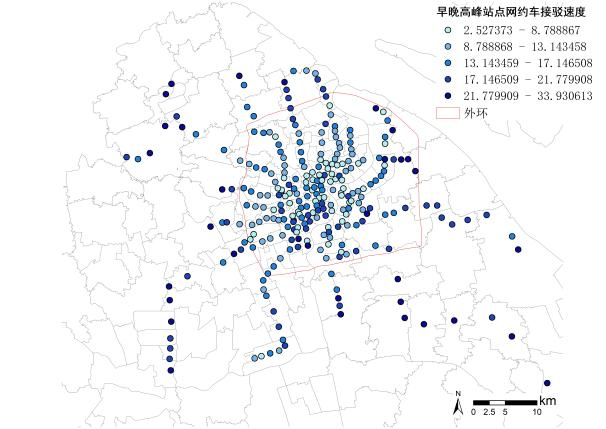 早晚高峰站点网约车接驳速度
2.527373 - 8.788867
8.788868 - 13.143458
13.143459 - 17.146508
17.146509 - 21.779908
21.779909 - 33.930613
外环
N
km
0 2.5 5 10